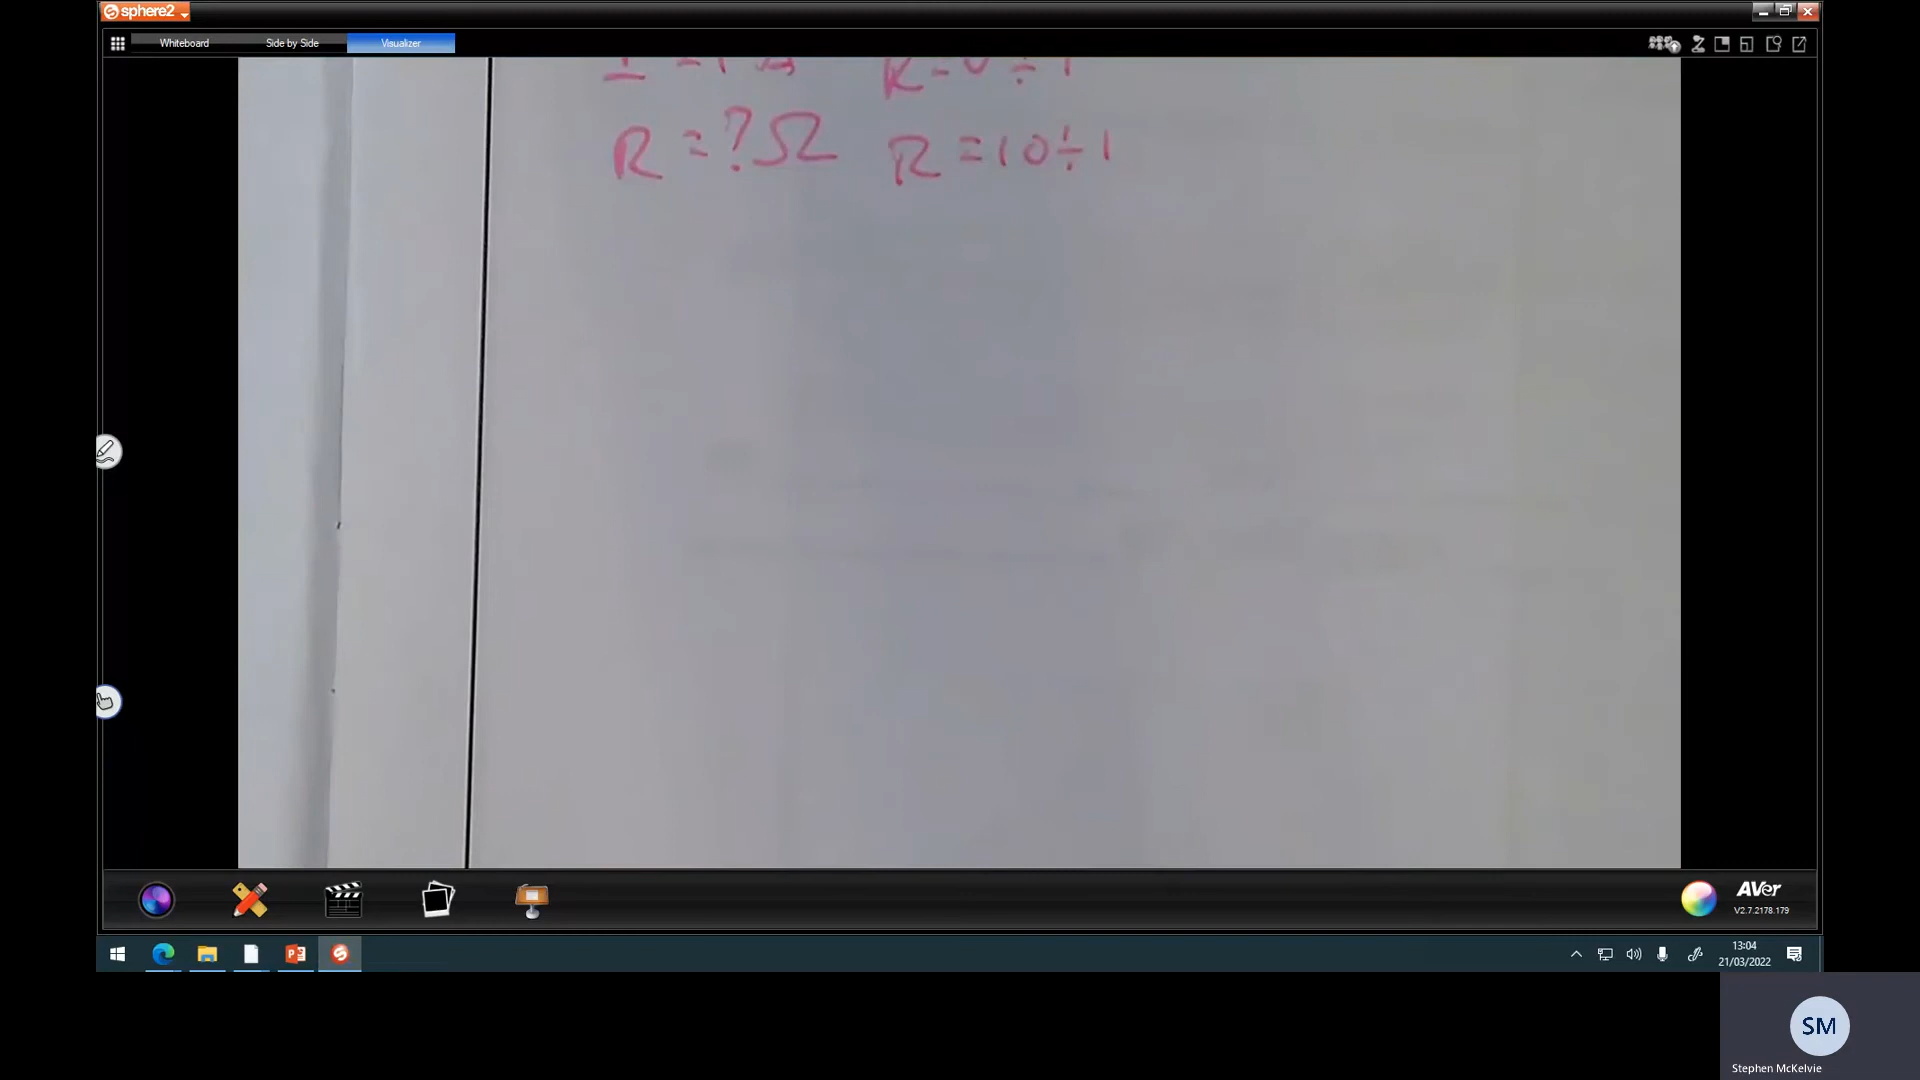 sphere2
Whiteboard Side by Side Visualizer
R = ? Ω R = 10 ÷ 1
AVer
V2.7.2178.179
13:04
21/03/2022
SM
Stephen McKelvie